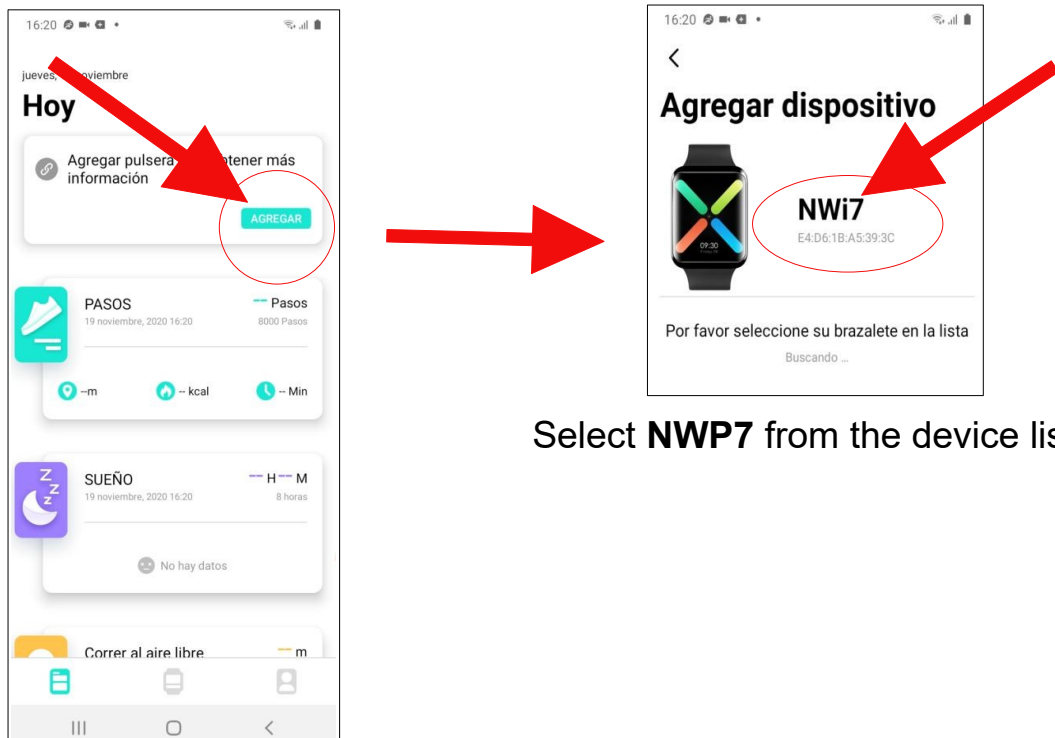 16:20
jueves, noviembre
Hoy
Agregar pulsera
tener más
información
AGREGAR
PASOS
-- Pasos
19 noviembre, 2020 16:20
8000 Pasos
--m
-- kcal
-- Min
SUEÑO
-- H -- M
19 noviembre, 2020 16:20
8 horas
No hay datos
Correr al aire libre
-- m
16:20
Agregar dispositivo
09:30
NWi7
E4:D6:1B:A5:39:3C
Por favor seleccione su brazalete en la lista
Buscando ...
Select NWP7 from the device lis